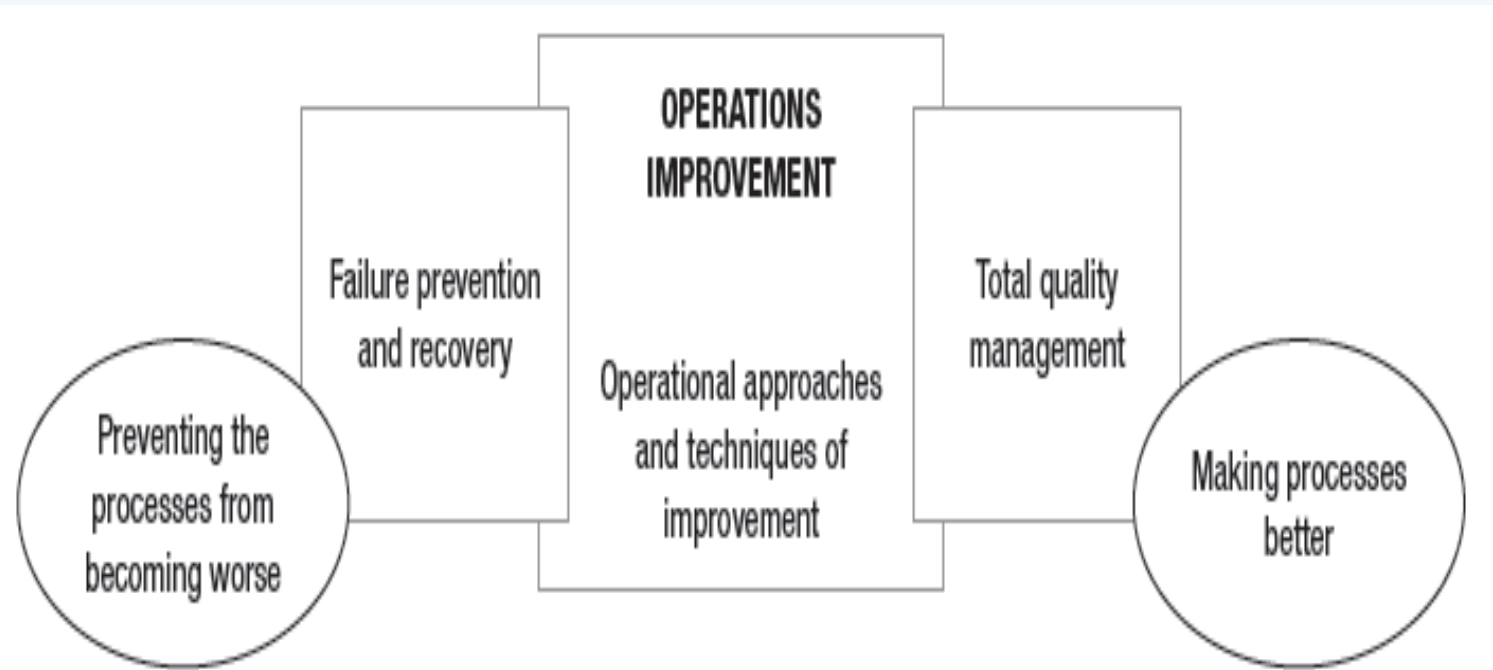 OPERATIONS
IMPROVEMENT
Failure prevention
and recovery
Total quality
management
Operational approaches
and techniques of
improvement
Preventing the
processes from
becoming worse
Making processes
better